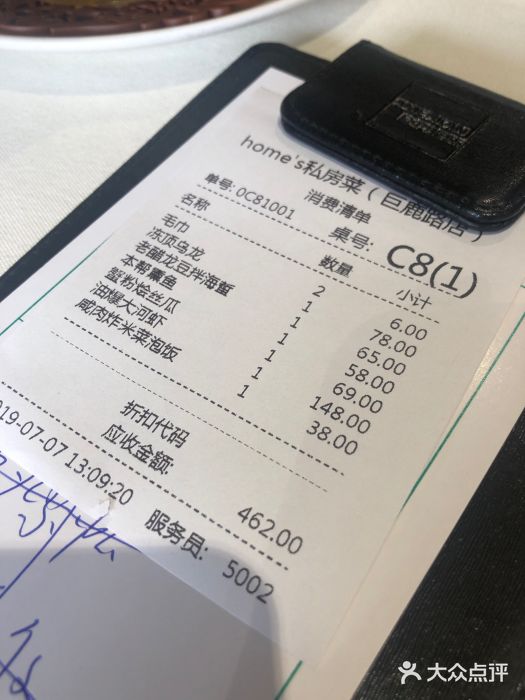 home's私房菜（巨鹿路店）
消费清单
单号: 0C81001 桌号: C8(1)
名称 数量 小计
毛巾 2 6.00
冻顶乌龙 1 78.00
老醋龙豆拌海蜇 1 65.00
本帮熏鱼 1 58.00
蟹粉烩丝瓜 1 69.00
油爆大河虾 1 148.00
咸肉炸米菜泡饭 1 38.00
折扣代码
应收金额: 462.00
2019-07-07 13:09:20 服务员: 5002
大众点评